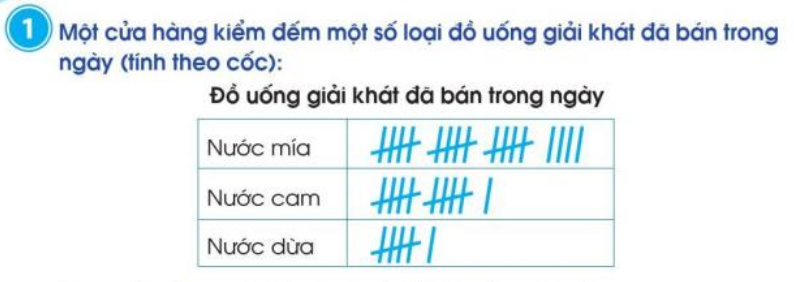 1 Một cửa hàng kiểm đếm một số loại đồ uống giải khát đã bán trong
ngày (tính theo cốc):
Đồ uống giải khát đã bán trong ngày
Nước mía
Nước cam
Nước dừa